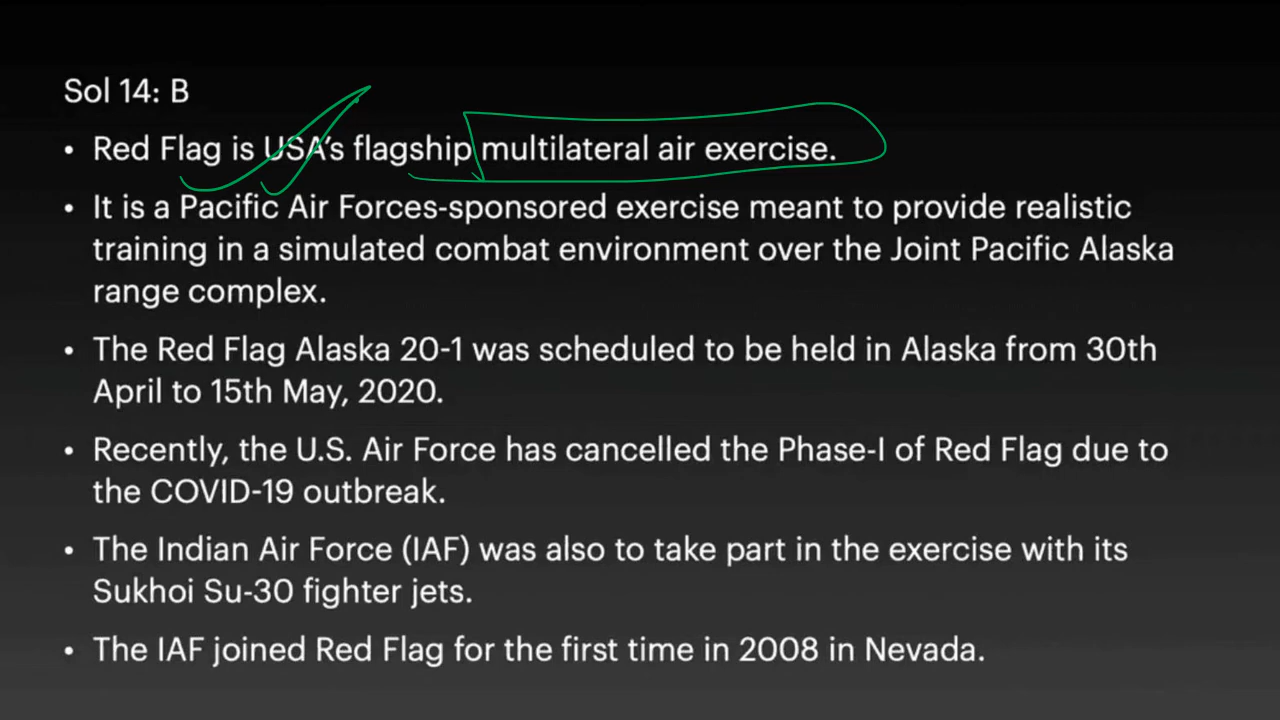 Sol 14: B
• Red Flag is USA's flagship multilateral air exercise.
• It is a Pacific Air Forces-sponsored exercise meant to provide realistic
training in a simulated combat environment over the Joint Pacific Alaska
range complex.
• The Red Flag Alaska 20-1 was scheduled to be held in Alaska from 30th
April to 15th May, 2020.
• Recently, the U.S. Air Force has cancelled the Phase-I of Red Flag due to
the COVID-19 outbreak.
• The Indian Air Force (IAF) was also to take part in the exercise with its
Sukhoi Su-30 fighter jets.
• The IAF joined Red Flag for the first time in 2008 in Nevada.